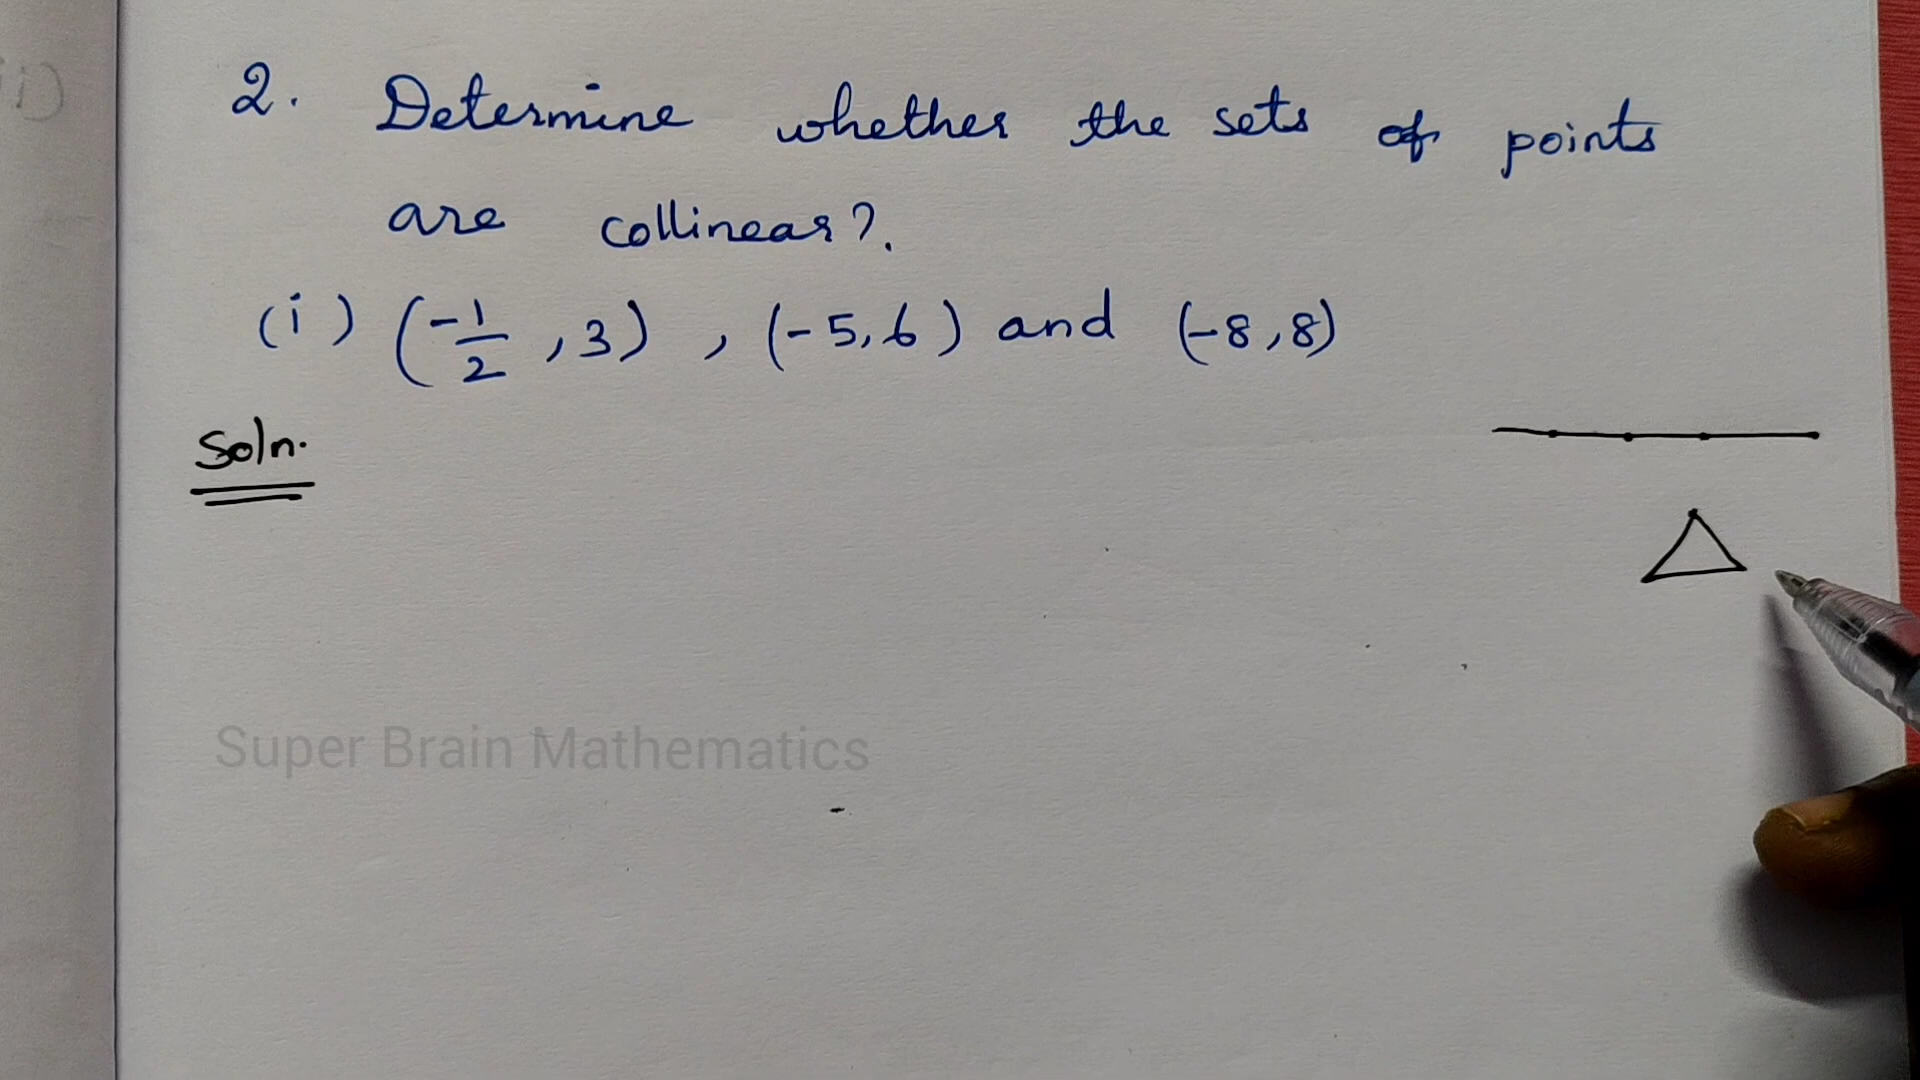 2. Determine whether the sets of points
are collinear?.
(i) (-1/2, 3), (-5, 6) and (-8, 8)
Soln.
Super Brain Mathematics